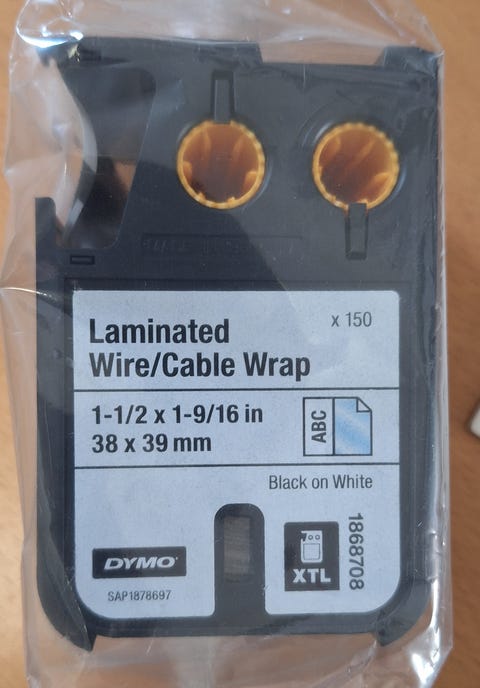 Laminated
Wire/Cable Wrap
x 150
1-1/2 x 1-9/16 in
38 x 39 mm
ABC
Black on White
DYMO
SAP1878697
XTL
1868708